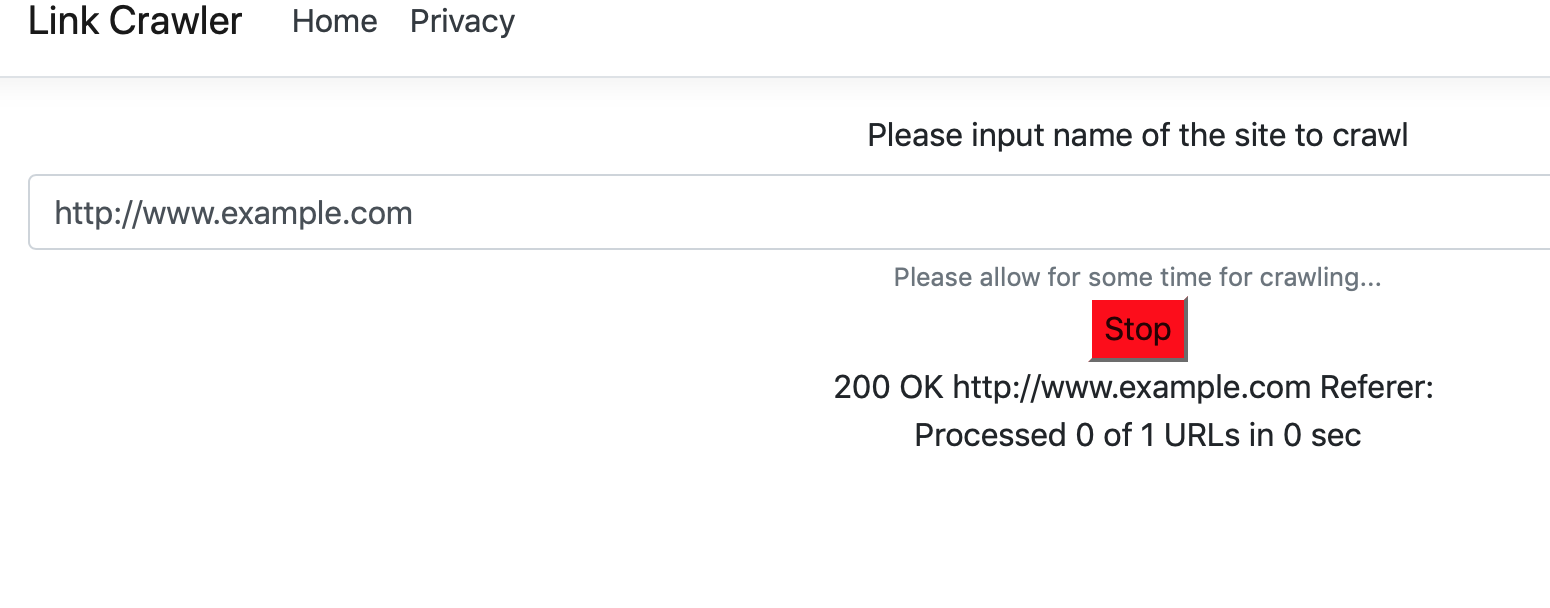 Link Crawler Home Privacy
Please input name of the site to crawl
http://www.example.com
Please allow for some time for crawling...
Stop
200 OK http://www.example.com Referer:
Processed 0 of 1 URLs in 0 sec